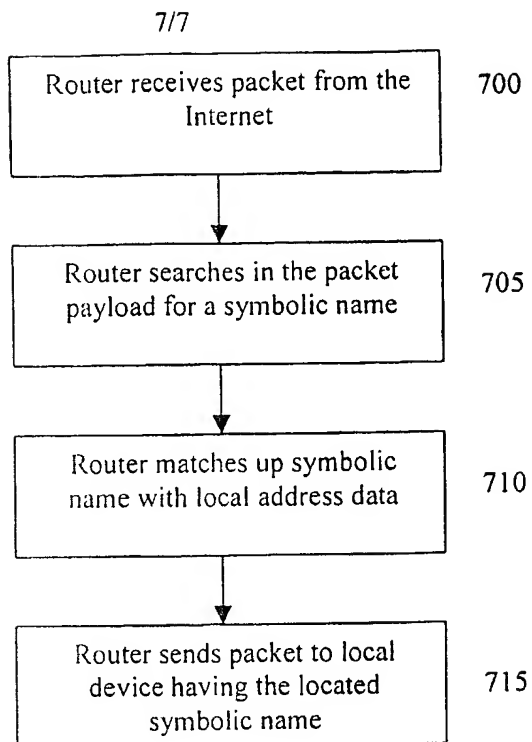 7/7
Router receives packet from the
Internet
700
Router searches in the packet
payload for a symbolic name
705
Router matches up symbolic
name with local address data
710
Router sends packet to local
device having the located
symbolic name
715